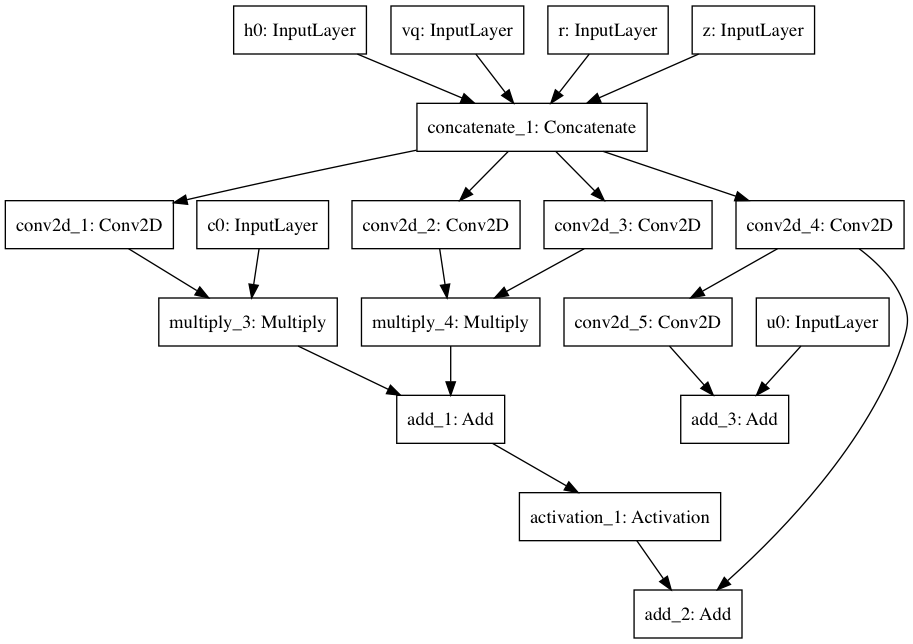 h0: InputLayer
vq: InputLayer
r: InputLayer
z: InputLayer
concatenate_1: Concatenate
conv2d_1: Conv2D
c0: InputLayer
conv2d_2: Conv2D
conv2d_3: Conv2D
conv2d_4: Conv2D
multiply_3: Multiply
multiply_4: Multiply
conv2d_5: Conv2D
u0: InputLayer
add_1: Add
add_3: Add
activation_1: Activation
add_2: Add